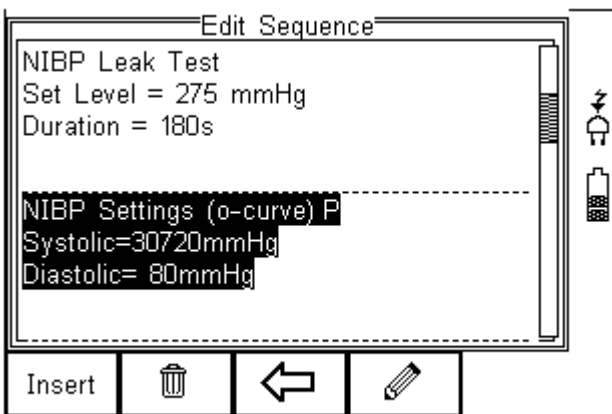 Edit Sequence
NIBP Leak Test
Set Level = 275 mmHg
Duration = 180s
NIBP Settings (o-curve) P
Systolic=30720mmHg
Diastolic= 80mmHg
Insert